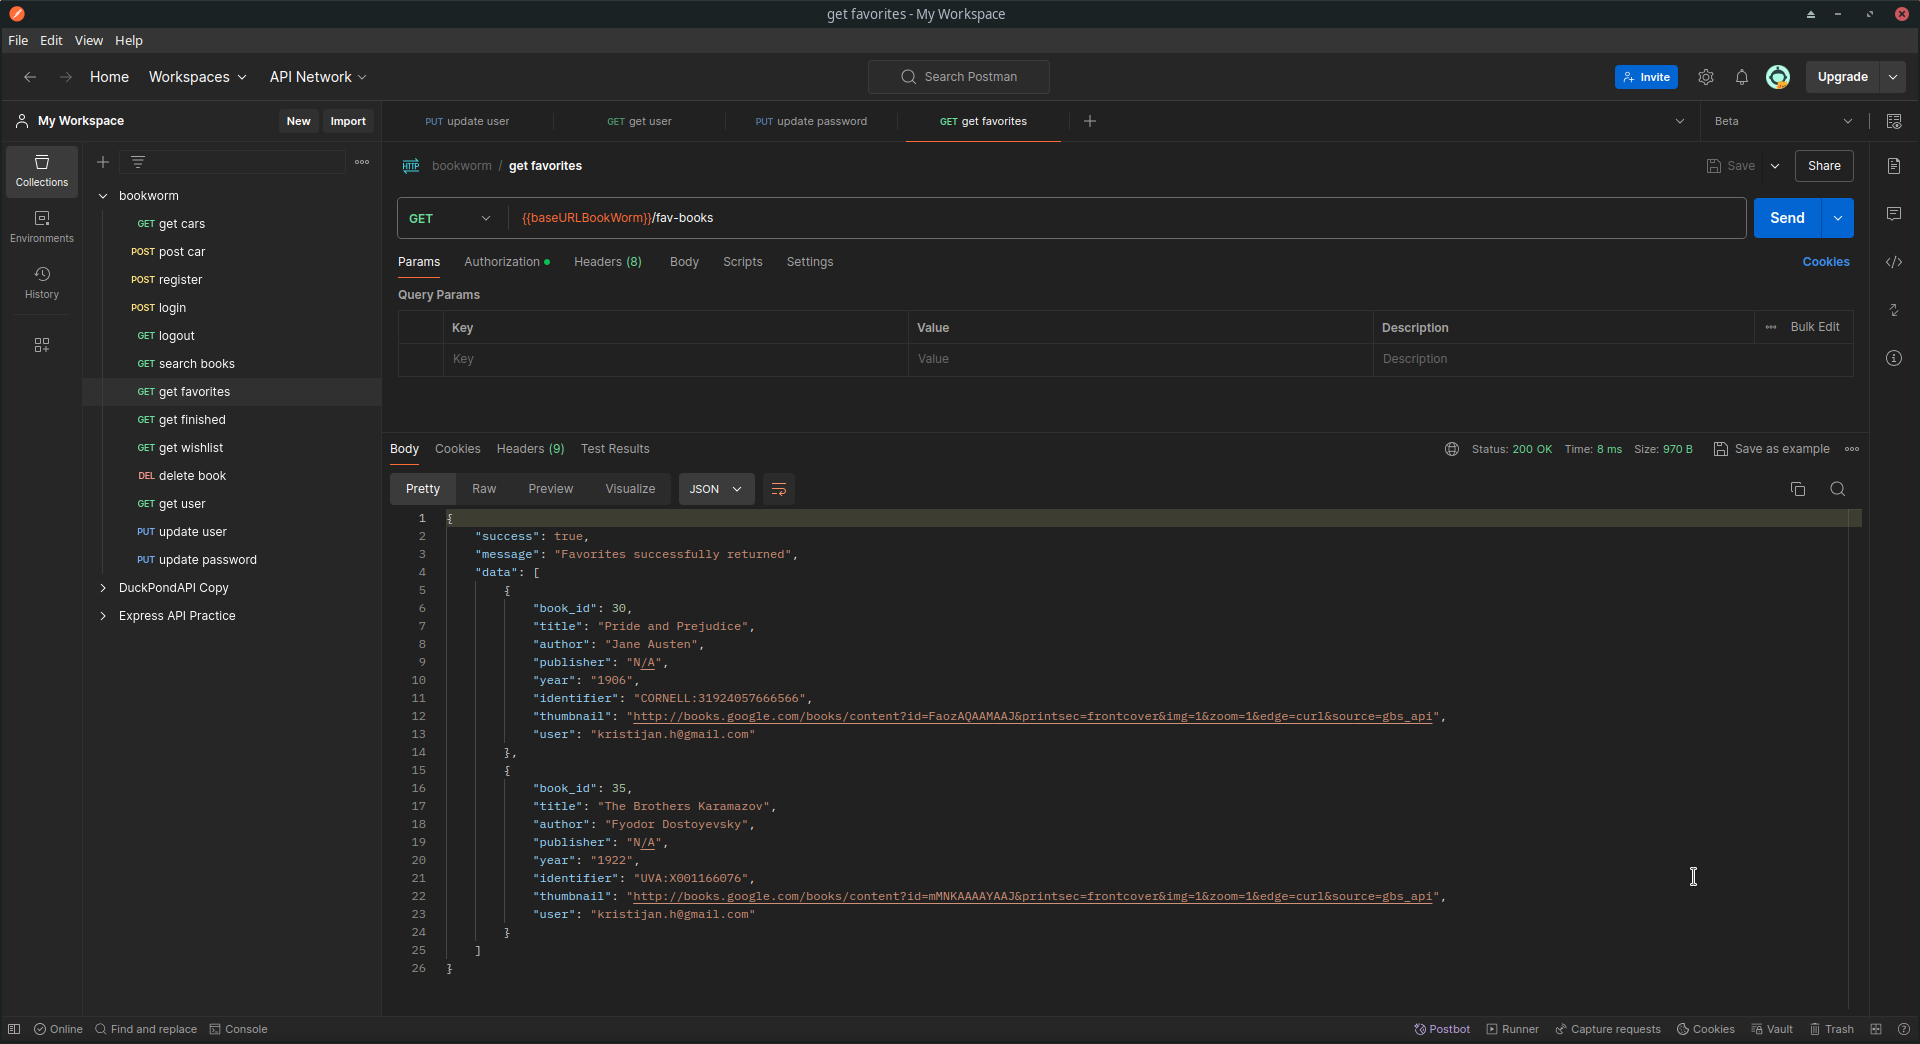 get favorites - My Workspace
File Edit View Help
Home Workspaces API Network
Search Postman
Invite
Upgrade
My Workspace
New Import
PUT update user
GET get user
PUT update password
GET get favorites
Beta
Collections
Environments
History
bookworm
GET get cars
POST post car
POST register
POST login
GET logout
GET search books
GET get favorites
GET get finished
GET get wishlist
DEL delete book
GET get user
PUT update user
PUT update password
DuckPondAPI Copy
Express API Practice
HTTP bookworm / get favorites
Save
Share
GET {{baseURLBookWorm}}/fav-books
Send
Params Authorization Headers (8) Body Scripts Settings
Cookies
Query Params
Key Value Description Bulk Edit
Key Value Description
Body Cookies Headers (9) Test Results
Status: 200 OK Time: 8 ms Size: 970 B Save as example
Pretty Raw Preview Visualize JSON
1 {
2 "success": true,
3 "message": "Favorites successfully returned",
4 "data": [
5 {
6 "book_id": 30,
7 "title": "Pride and Prejudice",
8 "author": "Jane Austen",
9 "publisher": "N/A",
10 "year": "1906",
11 "identifier": "CORNELL:31924057666566",
12 "thumbnail": "http://books.google.com/books/content?id=FaozAQAAMAAJ&printsec=frontcover&img=1&zoom=1&edge=curl&source=gbs_api",
13 "user": "kristijan.h@gmail.com"
14 },
15 {
16 "book_id": 35,
17 "title": "The Brothers Karamazov",
18 "author": "Fyodor Dostoyevsky",
19 "publisher": "N/A",
20 "year": "1922",
21 "identifier": "UVA:X001166076",
22 "thumbnail": "http://books.google.com/books/content?id=mMNKAAAAYAAJ&printsec=frontcover&img=1&zoom=1&edge=curl&source=gbs_api",
23 "user": "kristijan.h@gmail.com"
24 }
25 ]
26 }
Online Find and replace Console
Postbot Runner Capture requests Cookies Vault Trash